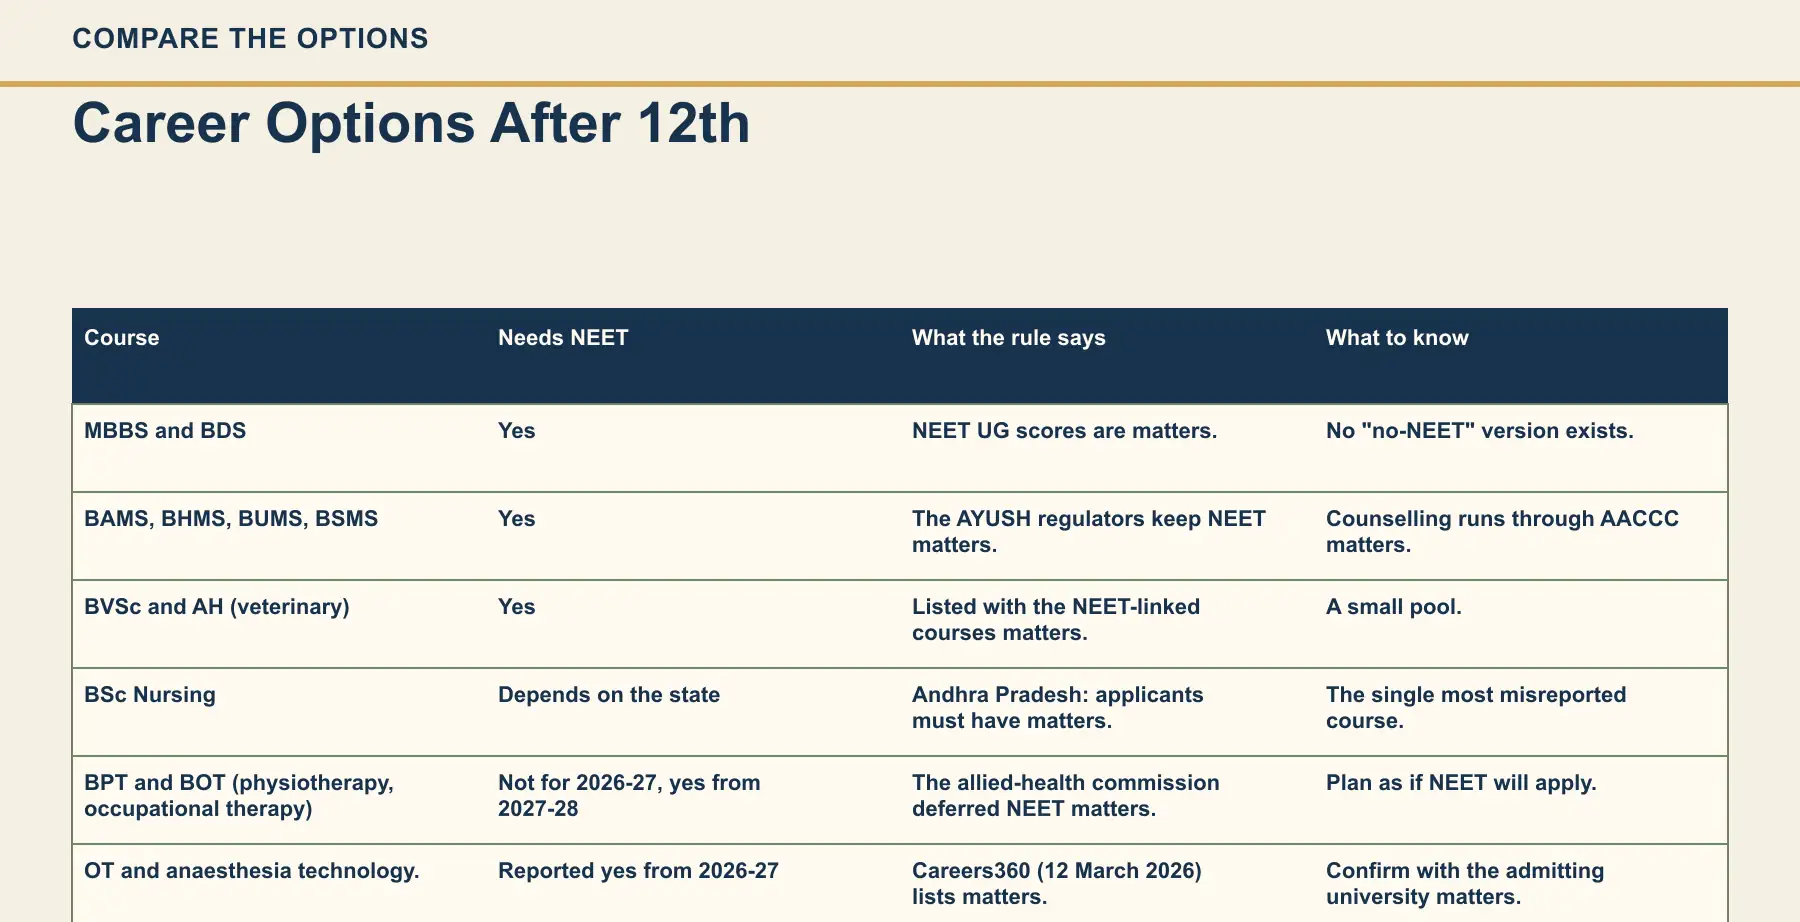 COMPARE THE OPTIONS
Career Options After 12th
Course
Needs NEET
What the rule says
What to know
MBBS and BDS
Yes
NEET UG scores are matters.
No "no-NEET" version exists.
BAMS, BHMS, BUMS, BSMS
Yes
The AYUSH regulators keep NEET
matters.
Counselling runs through AACCC
matters.
BVSc and AH (veterinary)
Yes
Listed with the NEET-linked
courses matters.
A small pool.
BSc Nursing
Depends on the state
Andhra Pradesh: applicants
must have matters.
The single most misreported
course.
BPT and BOT (physiotherapy,
occupational therapy)
Not for 2026-27, yes from
2027-28
The allied-health commission
deferred NEET matters.
Plan as if NEET will apply.
OT and anaesthesia technology.
Reported yes from 2026-27
Careers360 (12 March 2026)
lists matters.
Confirm with the admitting
university matters.